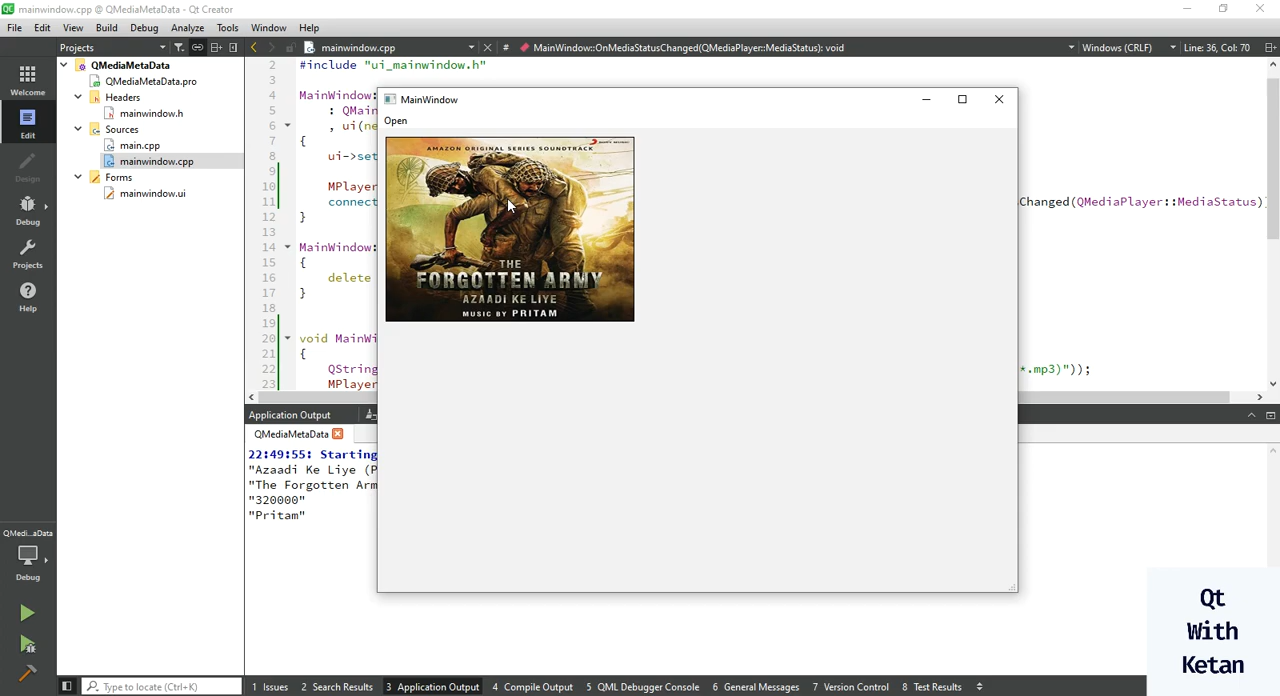 mainwindow.cpp @ QMediaMetaData - Qt Creator
File Edit View Build Debug Analyze Tools Window Help
Projects
mainwindow.cpp
#
MainWindow::OnMediaStatusChanged(QMediaPlayer::MediaStatus): void
Windows (CRLF)
Line: 36, Col: 70
Welcome
Edit
Design
Debug
Projects
Help
QMediaMetaData
QMediaMetaData.pro
Headers
mainwindow.h
Sources
main.cpp
mainwindow.cpp
Forms
mainwindow.ui
2 #include "ui_mainwindow.h"
3
4 MainWindow:
5 : QMain
6 , ui(ne
7 {
8 ui->set
9
10 MPlayer
11 connect
Changed(QMediaPlayer::MediaStatus)
12 }
13
14 MainWindow:
15 {
16 delete
17 }
18
19
20 void MainWi
21 {
22 QString
*.mp3)"));
23 MPlayer
MainWindow
Open
AMAZON ORIGINAL SERIES SOUNDTRACK
THE
FORGOTTEN ARMY
AZAADI KE LIYE
MUSIC BY PRITAM
Application Output
QMediaMetaData
22:49:55: Starting
"Azaadi Ke Liye (P
"The Forgotten Arm
"320000"
"Pritam"
QMedi...aData
Debug
Type to locate (Ctrl+K)
1 Issues
2 Search Results
3 Application Output
4 Compile Output
5 QML Debugger Console
6 General Messages
7 Version Control
8 Test Results
Qt
With
Ketan